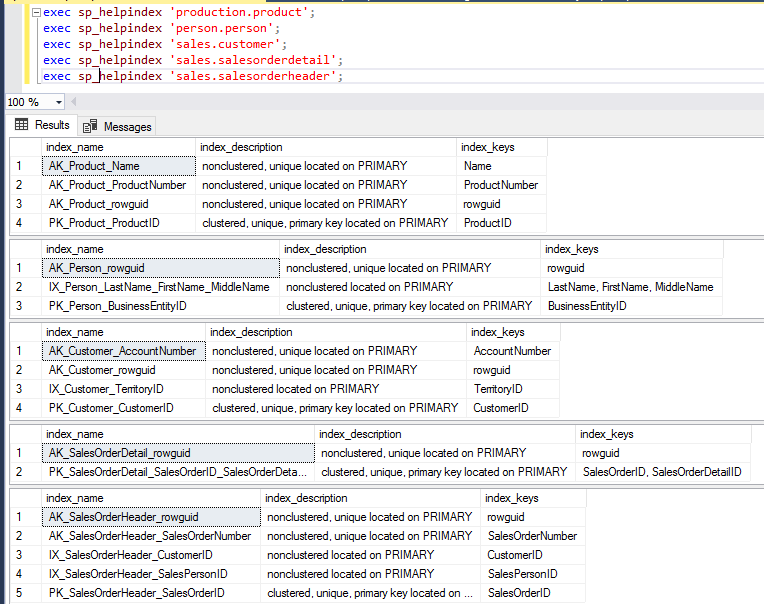 exec sp_helpindex 'production.product';
exec sp_helpindex 'person.person';
exec sp_helpindex 'sales.customer';
exec sp_helpindex 'sales.salesorderdetail';
exec sp_helpindex 'sales.salesorderheader';
100 %
Results Messages
index_name index_description index_keys
1 AK_Product_Name nonclustered, unique located on PRIMARY Name
2 AK_Product_ProductNumber nonclustered, unique located on PRIMARY ProductNumber
3 AK_Product_rowguid nonclustered, unique located on PRIMARY rowguid
4 PK_Product_ProductID clustered, unique, primary key located on PRIMARY ProductID
index_name index_description index_keys
1 AK_Person_rowguid nonclustered, unique located on PRIMARY rowguid
2 IX_Person_LastName_FirstName_MiddleName nonclustered located on PRIMARY LastName, FirstName, MiddleName
3 PK_Person_BusinessEntityID clustered, unique, primary key located on PRIMARY BusinessEntityID
index_name index_description index_keys
1 AK_Customer_AccountNumber nonclustered, unique located on PRIMARY AccountNumber
2 AK_Customer_rowguid nonclustered, unique located on PRIMARY rowguid
3 IX_Customer_TerritoryID nonclustered located on PRIMARY TerritoryID
4 PK_Customer_CustomerID clustered, unique, primary key located on PRIMARY CustomerID
index_name index_description index_keys
1 AK_SalesOrderDetail_rowguid nonclustered, unique located on PRIMARY rowguid
2 PK_SalesOrderDetail_SalesOrderID_SalesOrderDeta... clustered, unique, primary key located on PRIMARY SalesOrderID, SalesOrderDetailID
index_name index_description index_keys
1 AK_SalesOrderHeader_rowguid nonclustered, unique located on PRIMARY rowguid
2 AK_SalesOrderHeader_SalesOrderNumber nonclustered, unique located on PRIMARY SalesOrderNumber
3 IX_SalesOrderHeader_CustomerID nonclustered located on PRIMARY CustomerID
4 IX_SalesOrderHeader_SalesPersonID nonclustered located on PRIMARY SalesPersonID
5 PK_SalesOrderHeader_SalesOrderID clustered, unique, primary key located on ... SalesOrderID